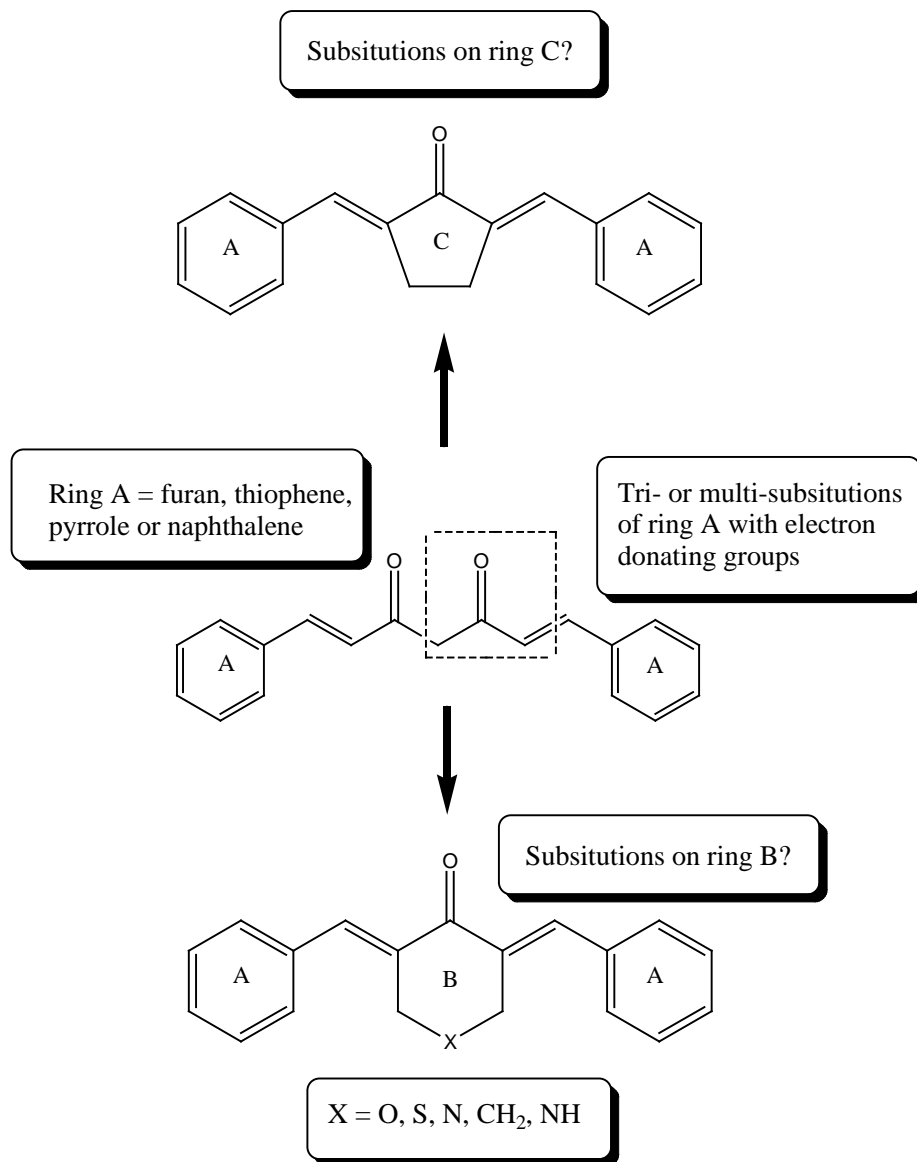 Subsitutions on ring C?
O
A
C
A
Ring A = furan, thiophene,
pyrrole or naphthalene
Tri- or multi-subsitutions
of ring A with electron
donating groups
O
O
A
A
Subsitutions on ring B?
O
A
B
A
X
X = O, S, N, CH₂, NH